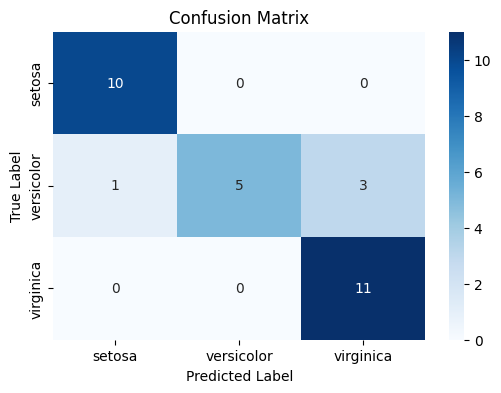 Confusion Matrix
True Label
setosa
versicolor
virginica
10 0 0
1 5 3
0 0 11
setosa versicolor virginica
Predicted Label
10
8
6
4
2
0